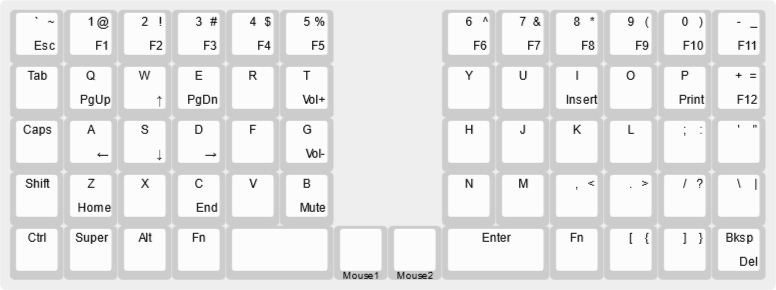 ` ~ 1 @ 2 ! 3 # 4 $ 5 % 6 ^ 7 & 8 * 9 ( 0 ) - _
Esc F1 F2 F3 F4 F5 F6 F7 F8 F9 F10 F11
Tab Q W E R T Y U I O P + =
PgUp ↑ PgDn Vol+ Insert Print F12
Caps A S D F G H J K L ; : ' "
← ↓ → Vol-
Shift Z X C V B N M , < . > / ? \ |
Home End Mute
Ctrl Super Alt Fn Enter Fn [ { ] } Bksp
Del
Mouse1 Mouse2